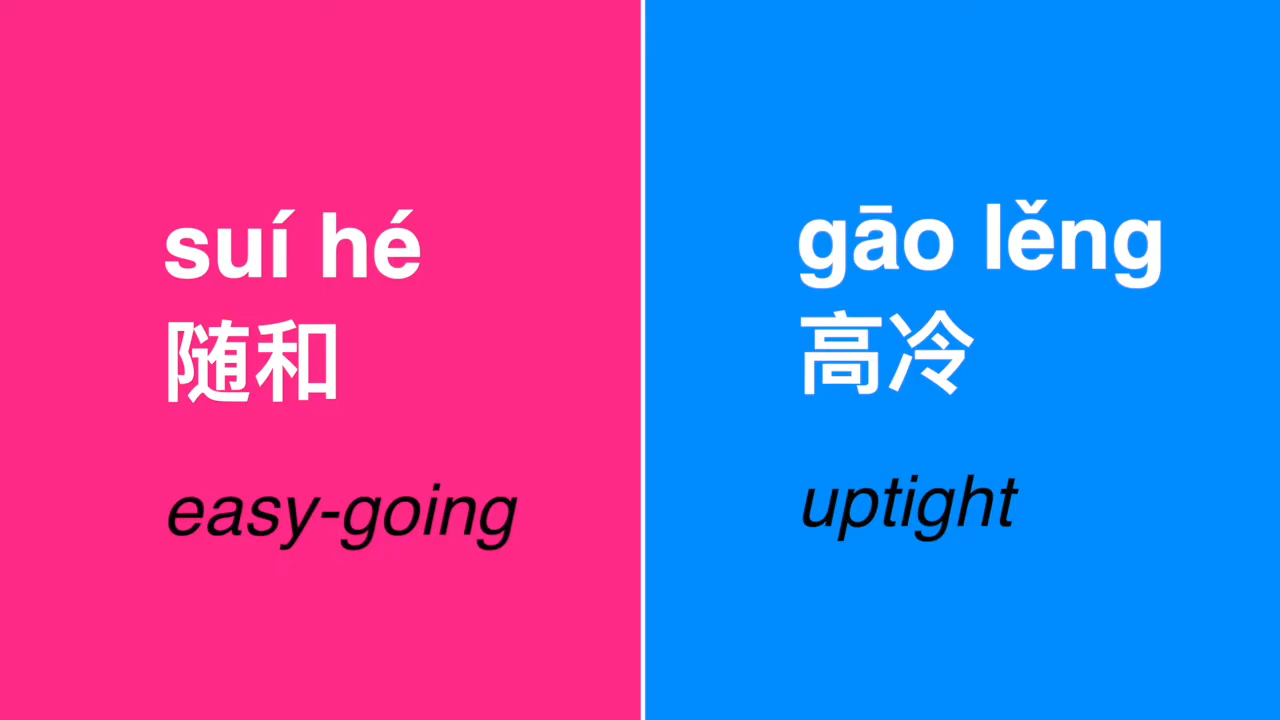 suí hé
随和
easy-going
gāo lěng
高冷
uptight